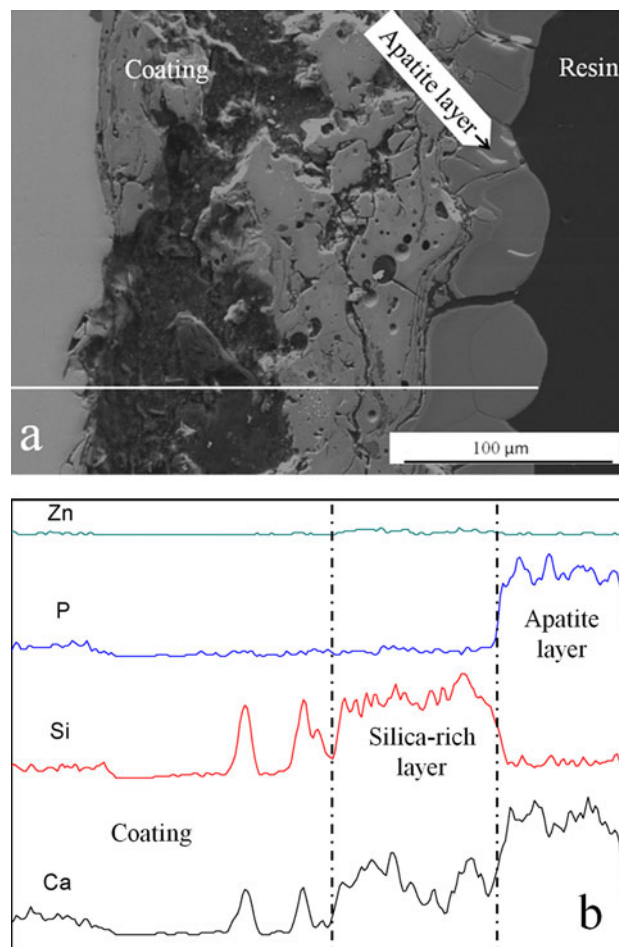 Coating
Apatite layer
Resin
a
100 µm
Zn
P
Apatite
layer
Si
Silica-rich
layer
Coating
Ca
b